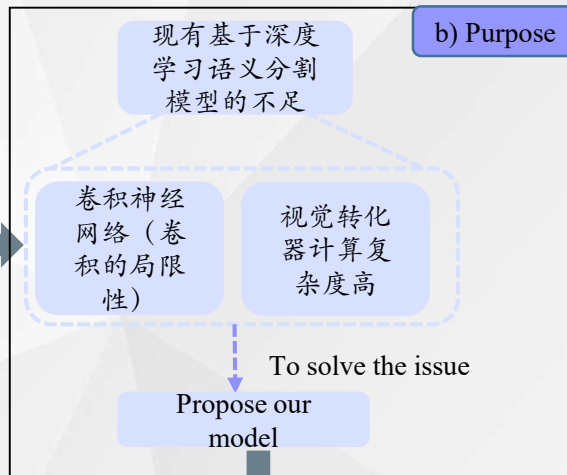 b) Purpose
现有基于深度
学习语义分割
模型的不足
卷积神经
网络（卷
积的局限
性）
视觉转化
器计算复
杂度高
To solve the issue
Propose our
model